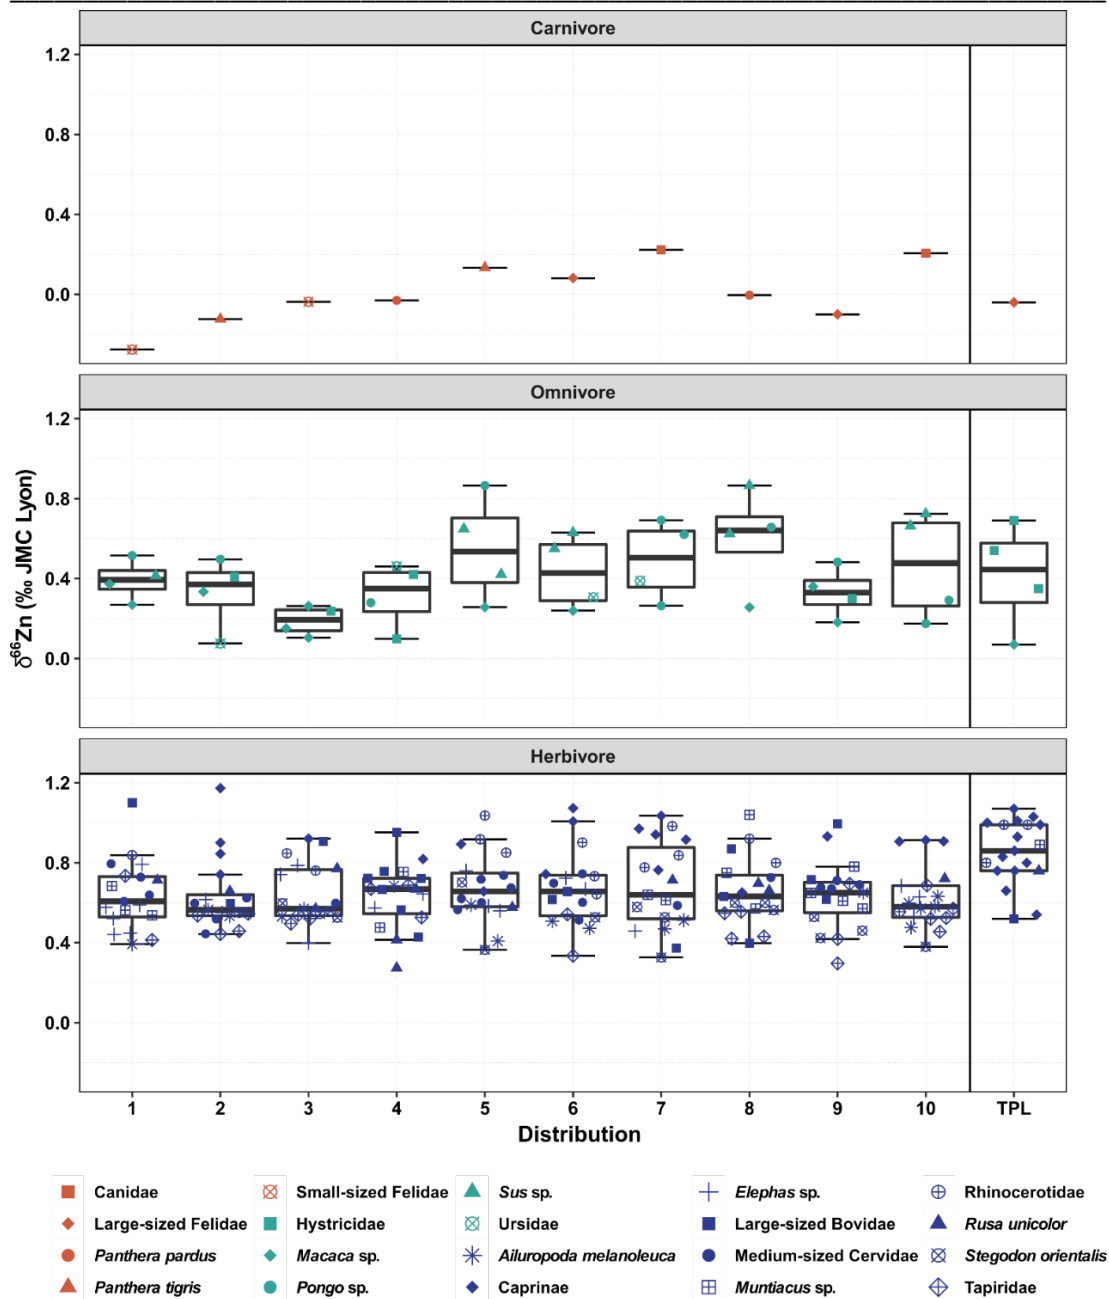 Carnivore
1.2
0.8
0.4
0.0
Omnivore
1.2
0.8
0.4
0.0
δ66Zn (‰ JMC Lyon)
Herbivore
1.2
0.8
0.4
0.0
1 2 3 4 5 6 7 8 9 10 TPL
Distribution
Canidae Small-sized Felidae Sus sp. Elephas sp. Rhinocerotidae
Large-sized Felidae Hystricidae Ursidae Large-sized Bovidae Rusa unicolor
Panthera pardus Macaca sp. Ailuropoda melanoleuca Medium-sized Cervidae Stegodon orientalis
Panthera tigris Pongo sp. Caprinae Muntiacus sp. Tapiridae